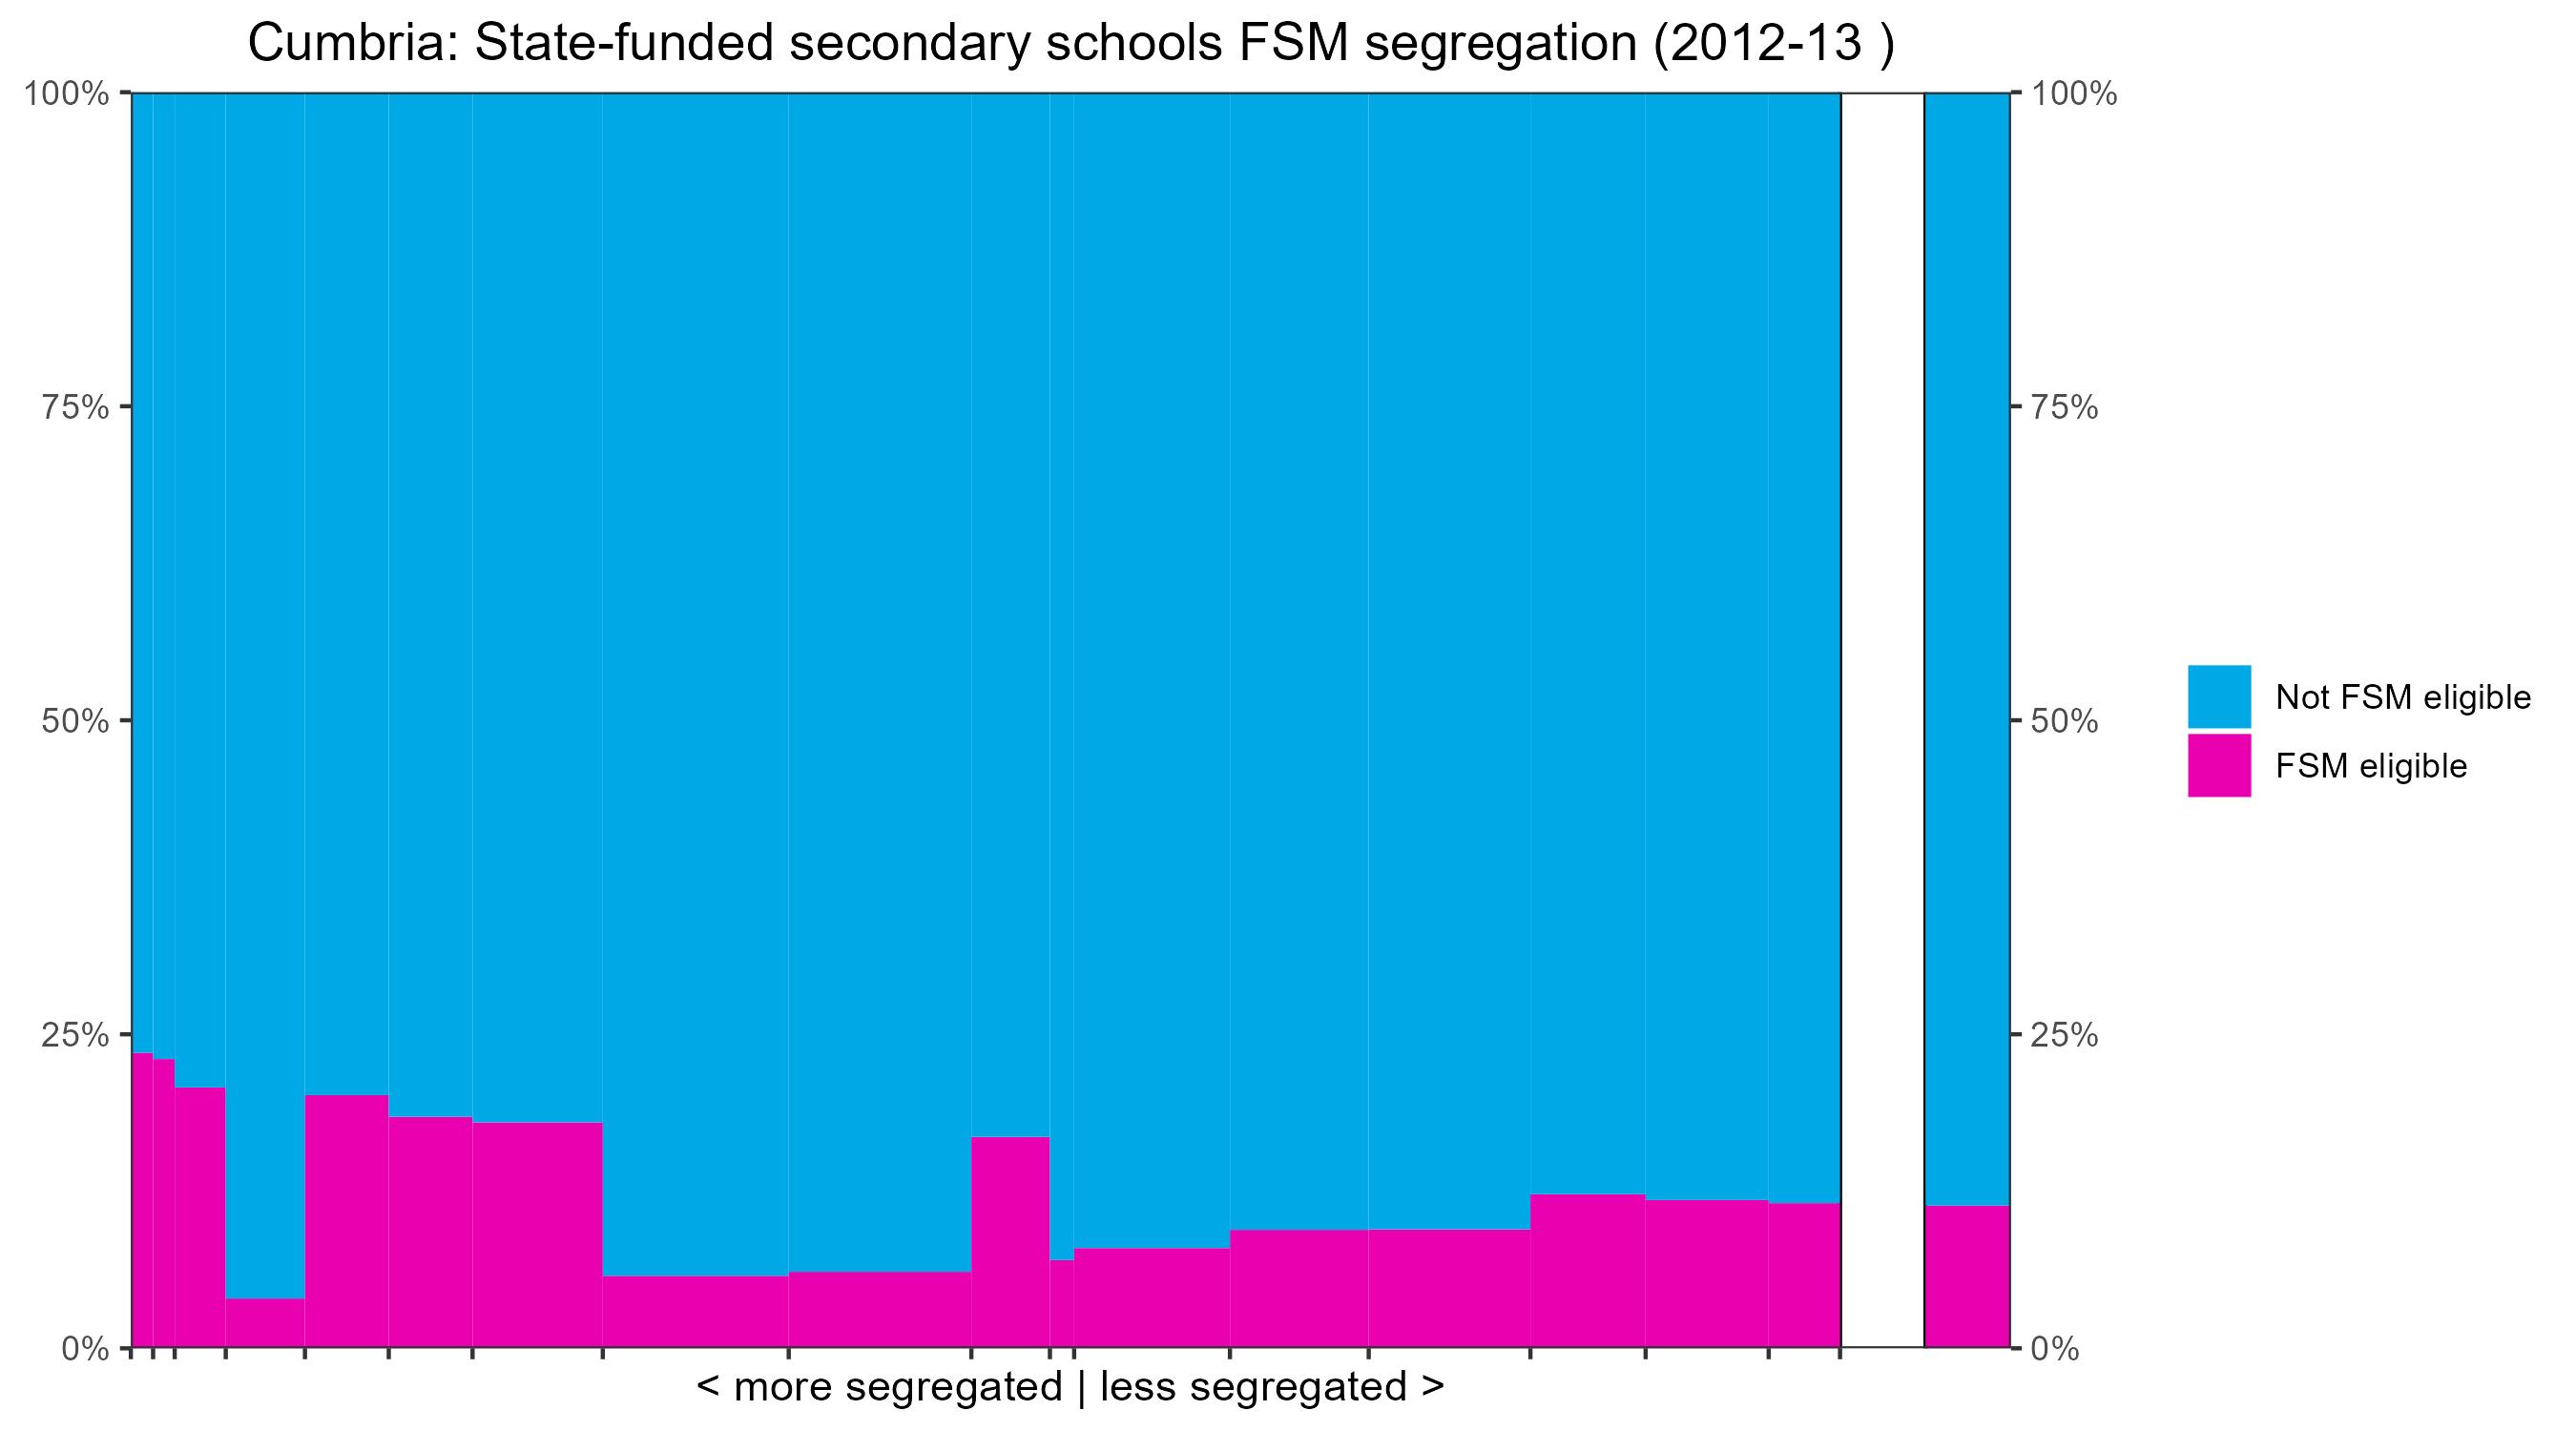 Cumbria: State-funded secondary schools FSM segregation (2012-13 )
100%
75%
50%
25%
0%
100%
75%
50%
25%
0%
< more segregated | less segregated >
Not FSM eligible
FSM eligible